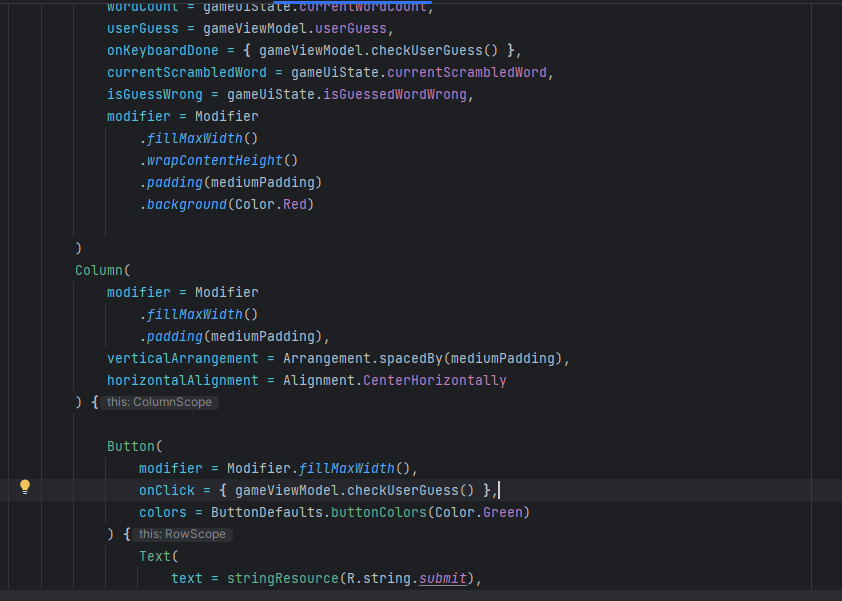 wordCount = gameUiState.currentWordCount,
userGuess = gameViewModel.userGuess,
onKeyboardDone = { gameViewModel.checkUserGuess() },
currentScrambledWord = gameUiState.currentScrambledWord,
isGuessWrong = gameUiState.isGuessedWordWrong,
modifier = Modifier
.fillMaxWidth()
.wrapContentHeight()
.padding(mediumPadding)
.background(Color.Red)
)
Column(
modifier = Modifier
.fillMaxWidth()
.padding(mediumPadding),
verticalArrangement = Arrangement.spacedBy(mediumPadding),
horizontalAlignment = Alignment.CenterHorizontally
) { this: ColumnScope
Button(
modifier = Modifier.fillMaxWidth(),
onClick = { gameViewModel.checkUserGuess() },
colors = ButtonDefaults.buttonColors(Color.Green)
) { this: RowScope
Text(
text = stringResource(R.string.submit),